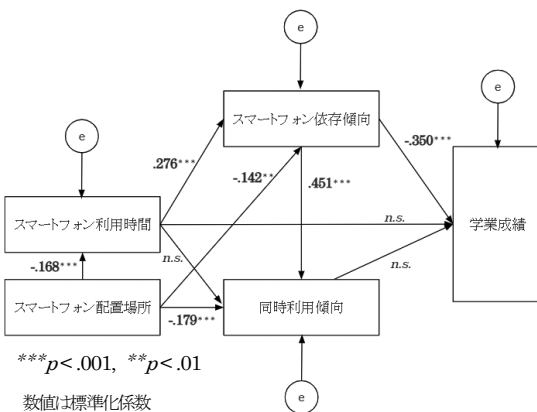 e
e
スマートフォン依存傾向
e
.276***
-.142**
.451***
-.350***
スマートフォン利用時間
n.s.
学業成績
n.s.
n.s.
-.168***
スマートフォン配置場所
-.179***
同時利用傾向
***p<.001, **p<.01
数値は標準化係数
e